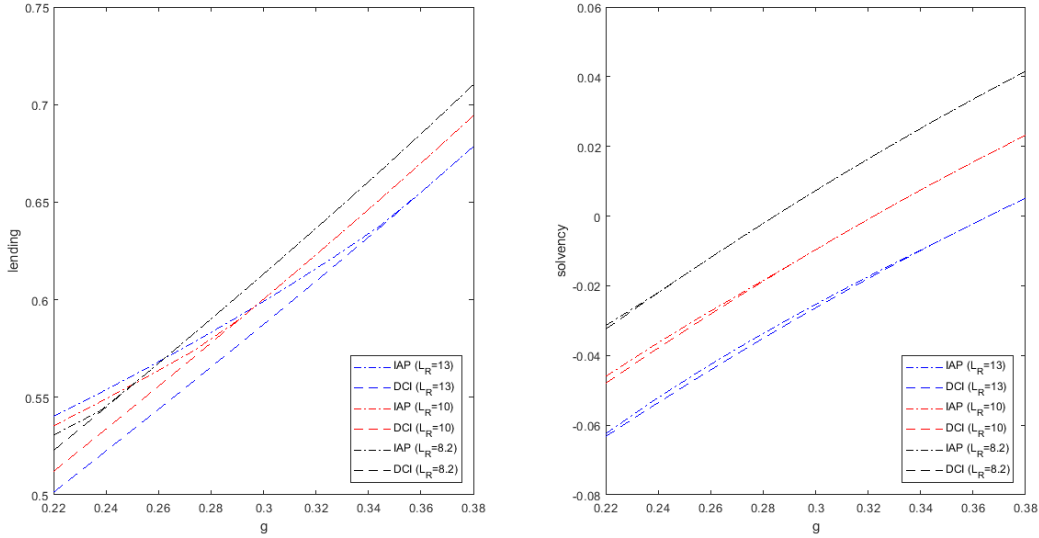 0.75
0.7
0.65
0.6
0.55
0.5
lending
0.22 0.24 0.26 0.28 0.3 0.32 0.34 0.36 0.38
g
IAP (L_R=13)
DCI (L_R=13)
IAP (L_R=10)
DCI (L_R=10)
IAP (L_R=8.2)
DCI (L_R=8.2)
0.06
0.04
0.02
0
-0.02
-0.04
-0.06
-0.08
solvency
0.22 0.24 0.26 0.28 0.3 0.32 0.34 0.36 0.38
g
IAP (L_R=13)
DCI (L_R=13)
IAP (L_R=10)
DCI (L_R=10)
IAP (L_R=8.2)
DCI (L_R=8.2)